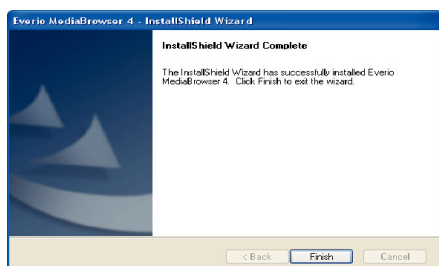 Everio MediaBrowser 4 - InstallShield Wizard
InstallShield Wizard Complete
The InstallShield Wizard has successfully installed Everio
MediaBrowser 4. Click Finish to exit the wizard.
< Back
Finish
Cancel